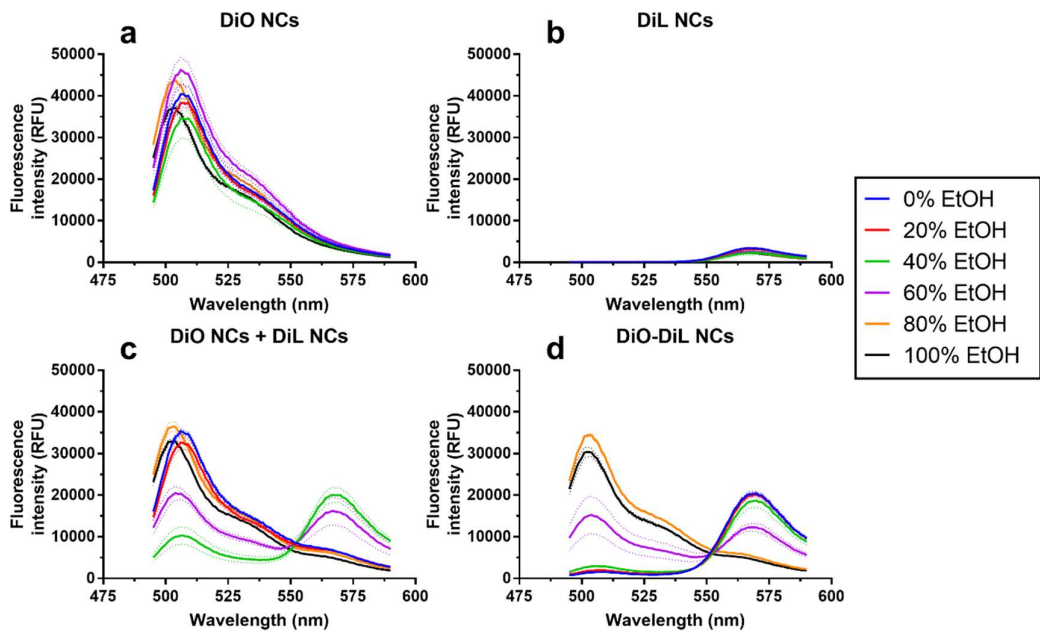 DiO NCs
DiL NCs
a
b
50000
40000
30000
20000
10000
0
475 500 525 550 575 600
Fluorescence
intensity (RFU)
Wavelength (nm)
50000
40000
30000
20000
10000
0
475 500 525 550 575 600
Fluorescence
intensity (RFU)
Wavelength (nm)
0% EtOH
20% EtOH
40% EtOH
60% EtOH
80% EtOH
100% EtOH
DiO NCs + DiL NCs
DiO-DiL NCs
c
d
50000
40000
30000
20000
10000
0
475 500 525 550 575 600
Fluorescence
intensity (RFU)
Wavelength (nm)
50000
40000
30000
20000
10000
0
475 500 525 550 575 600
Fluorescence
intensity (RFU)
Wavelength (nm)